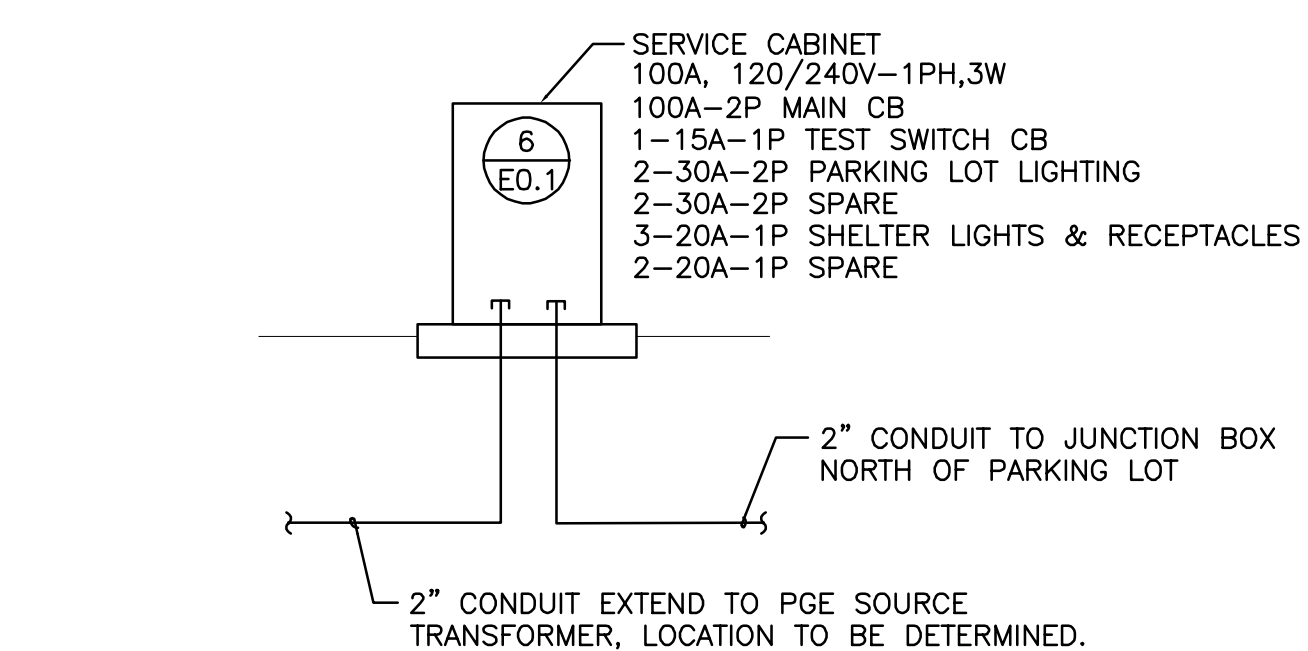 SERVICE CABINET
100A, 120/240V-1PH,3W
100A-2P MAIN CB
1-15A-1P TEST SWITCH CB
2-30A-2P PARKING LOT LIGHTING
2-30A-2P SPARE
3-20A-1P SHELTER LIGHTS & RECEPTACLES
2-20A-1P SPARE
6
E0.1
2" CONDUIT TO JUNCTION BOX
NORTH OF PARKING LOT
2" CONDUIT EXTEND TO PGE SOURCE
TRANSFORMER, LOCATION TO BE DETERMINED.